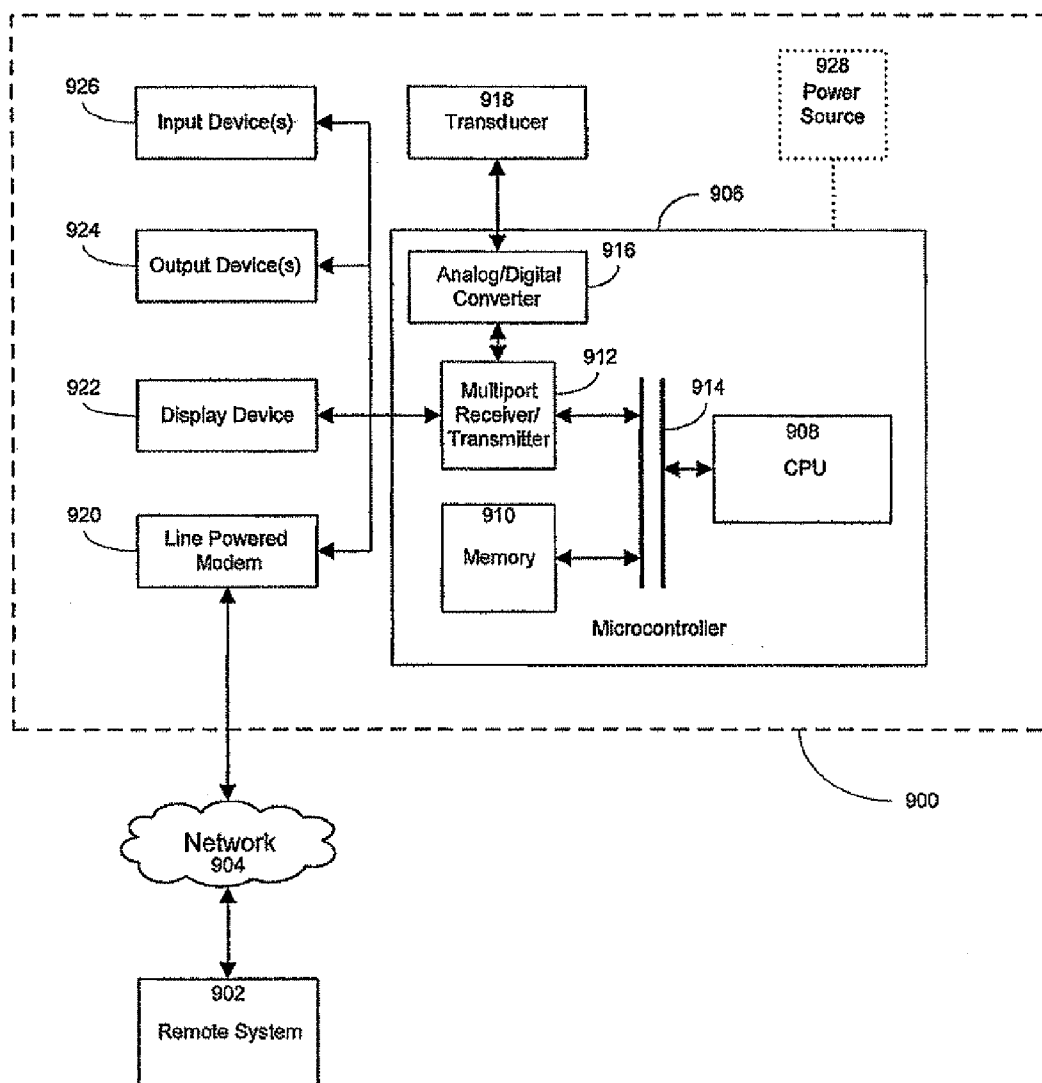 926
Input Device(s)
918
Transducer
928
Power
Source
906
924
Output Device(s)
916
Analog/Digital
Converter
922
Display Device
912
Multiport
Receiver/
Transmitter
914
908
CPU
920
Line Powered
Modem
910
Memory
Microcontroller
900
Network
904
902
Remote System